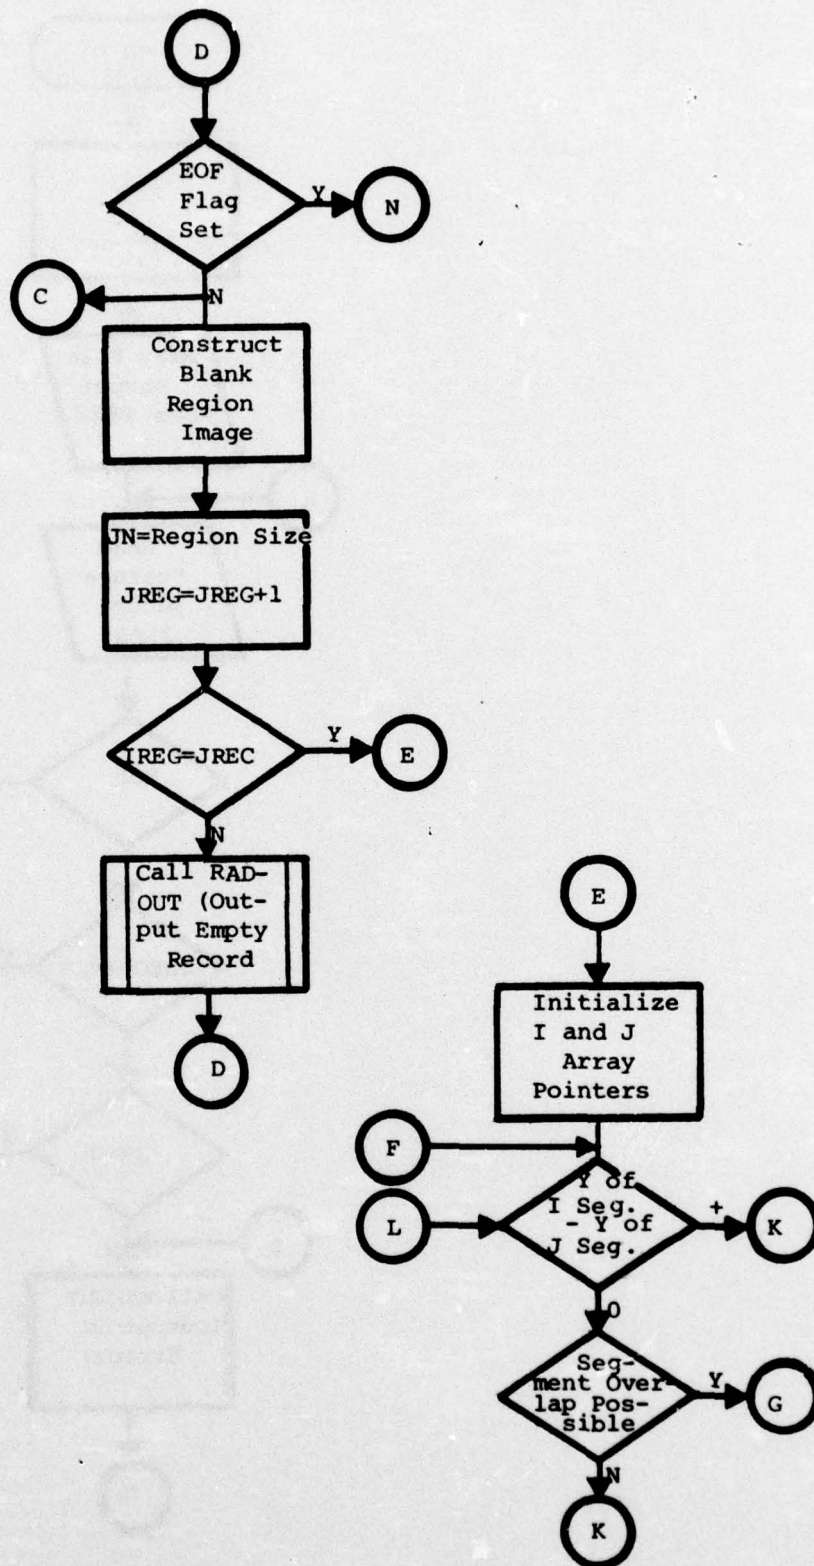 D
EOF
Flag
Set
Y
N
C
N
Construct
Blank
Region
Image
JN=Region Size
JREG=JREG+1
IREG=JREC
Y
E
N
Call RAD-
OUT (Out-
put Empty
Record
D
E
Initialize
I and J
Array
Pointers
F
L
Y of
I Seg.
- Y of
J Seg.
+
K
0
Seg-
ment Over-
lap Pos-
sible
Y
G
N
K